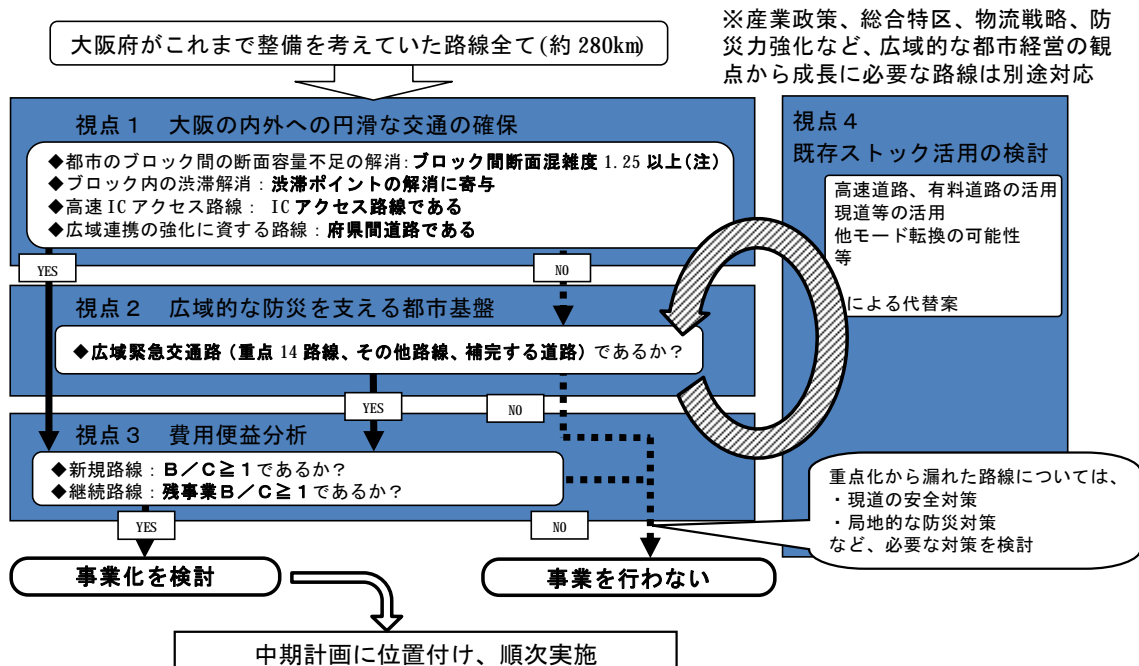 大阪府がこれまで整備を考えていた路線全て(約 280km)
※産業政策、総合特区、物流戦略、防
災力強化など、広域的な都市経営の観
点から成長に必要な路線は別途対応
視点１　大阪の内外への円滑な交通の確保
◆都市のブロック間の断面容量不足の解消：ブロック間断面混雑度 1.25 以上(注)
◆ブロック内の渋滞解消：渋滞ポイントの解消に寄与
◆高速 IC アクセス路線： IC アクセス路線である
◆広域連携の強化に資する路線：府県間道路である
YES
NO
視点２　広域的な防災を支える都市基盤
◆広域緊急交通路（重点 14 路線、その他路線、補完する道路）であるか？
YES
NO
視点３　費用便益分析
◆新規路線：Ｂ／Ｃ≧１であるか？
◆継続路線：残事業Ｂ／Ｃ≧１であるか？
YES
NO
視点４
既存ストック活用の検討
高速道路、有料道路の活用
現道等の活用
他モード転換の可能性
等
による代替案
重点化から漏れた路線については、
・現道の安全対策
・局地的な防災対策
など、必要な対策を検討
事業化を検討
事業を行わない
中期計画に位置付け、順次実施